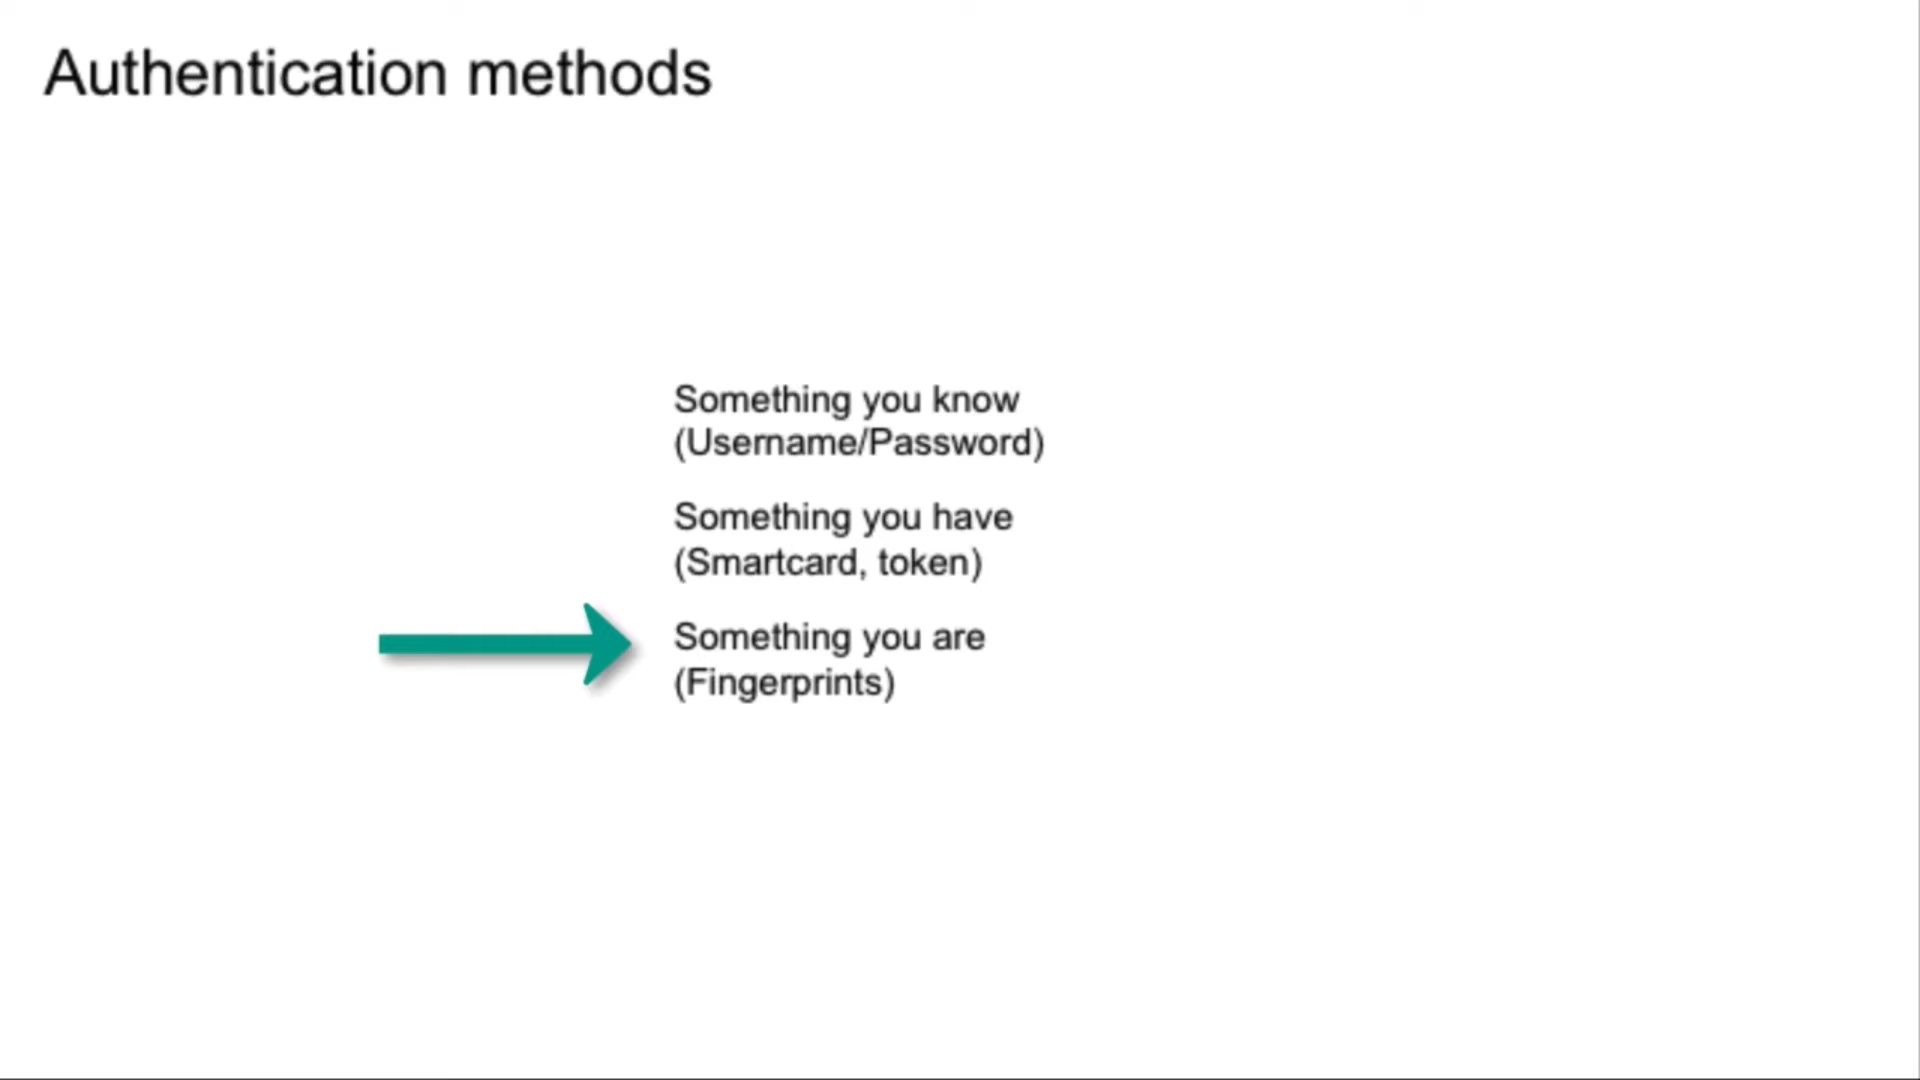 Authentication methods
Something you know
(Username/Password)
Something you have
(Smartcard, token)
Something you are
(Fingerprints)